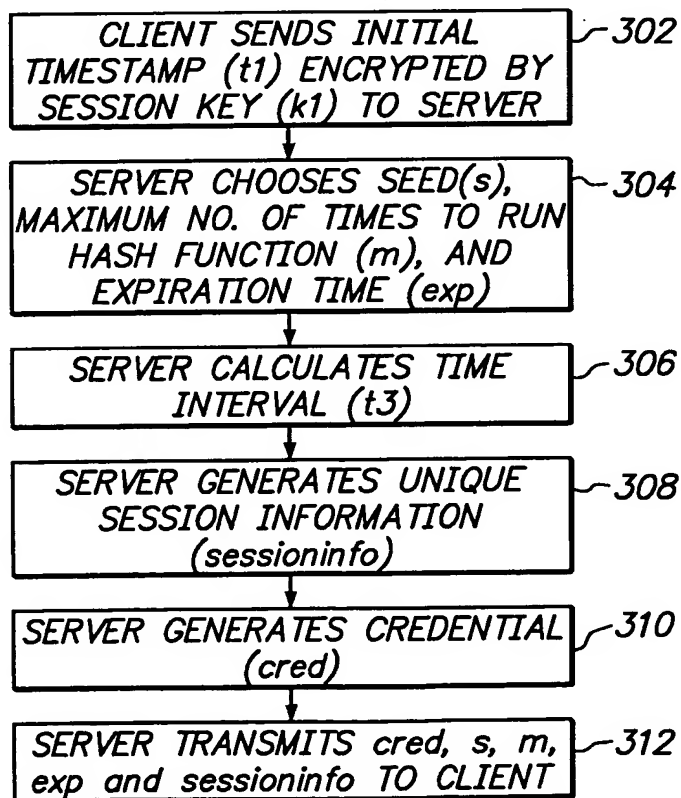 CLIENT SENDS INITIAL
TIMESTAMP (t1) ENCRYPTED BY
SESSION KEY (k1) TO SERVER
302
SERVER CHOOSES SEED(s),
MAXIMUM NO. OF TIMES TO RUN
HASH FUNCTION (m), AND
EXPIRATION TIME (exp)
304
SERVER CALCULATES TIME
INTERVAL (t3)
306
SERVER GENERATES UNIQUE
SESSION INFORMATION
(sessioninfo)
308
SERVER GENERATES CREDENTIAL
(cred)
310
SERVER TRANSMITS cred, s, m,
exp and sessioninfo TO CLIENT
312